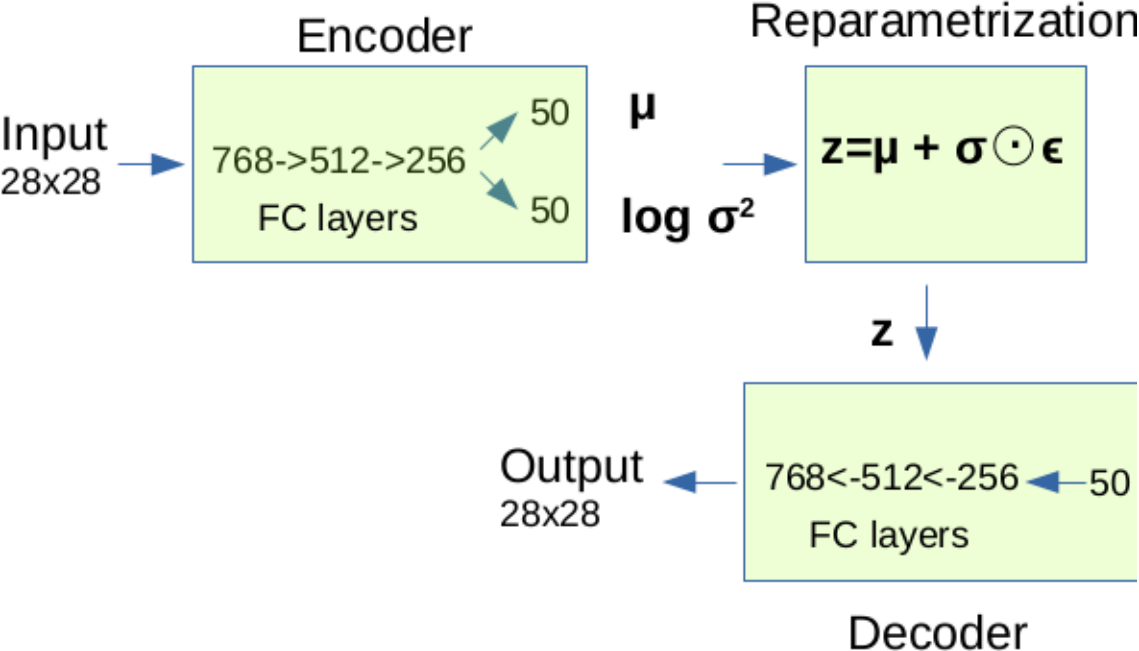 Encoder
Reparametrization
Input
28x28
768->512->256
50
50
FC layers
μ
log σ²
z=μ + σ⊙ϵ
z
Output
28x28
768<-512<-256
50
FC layers
Decoder